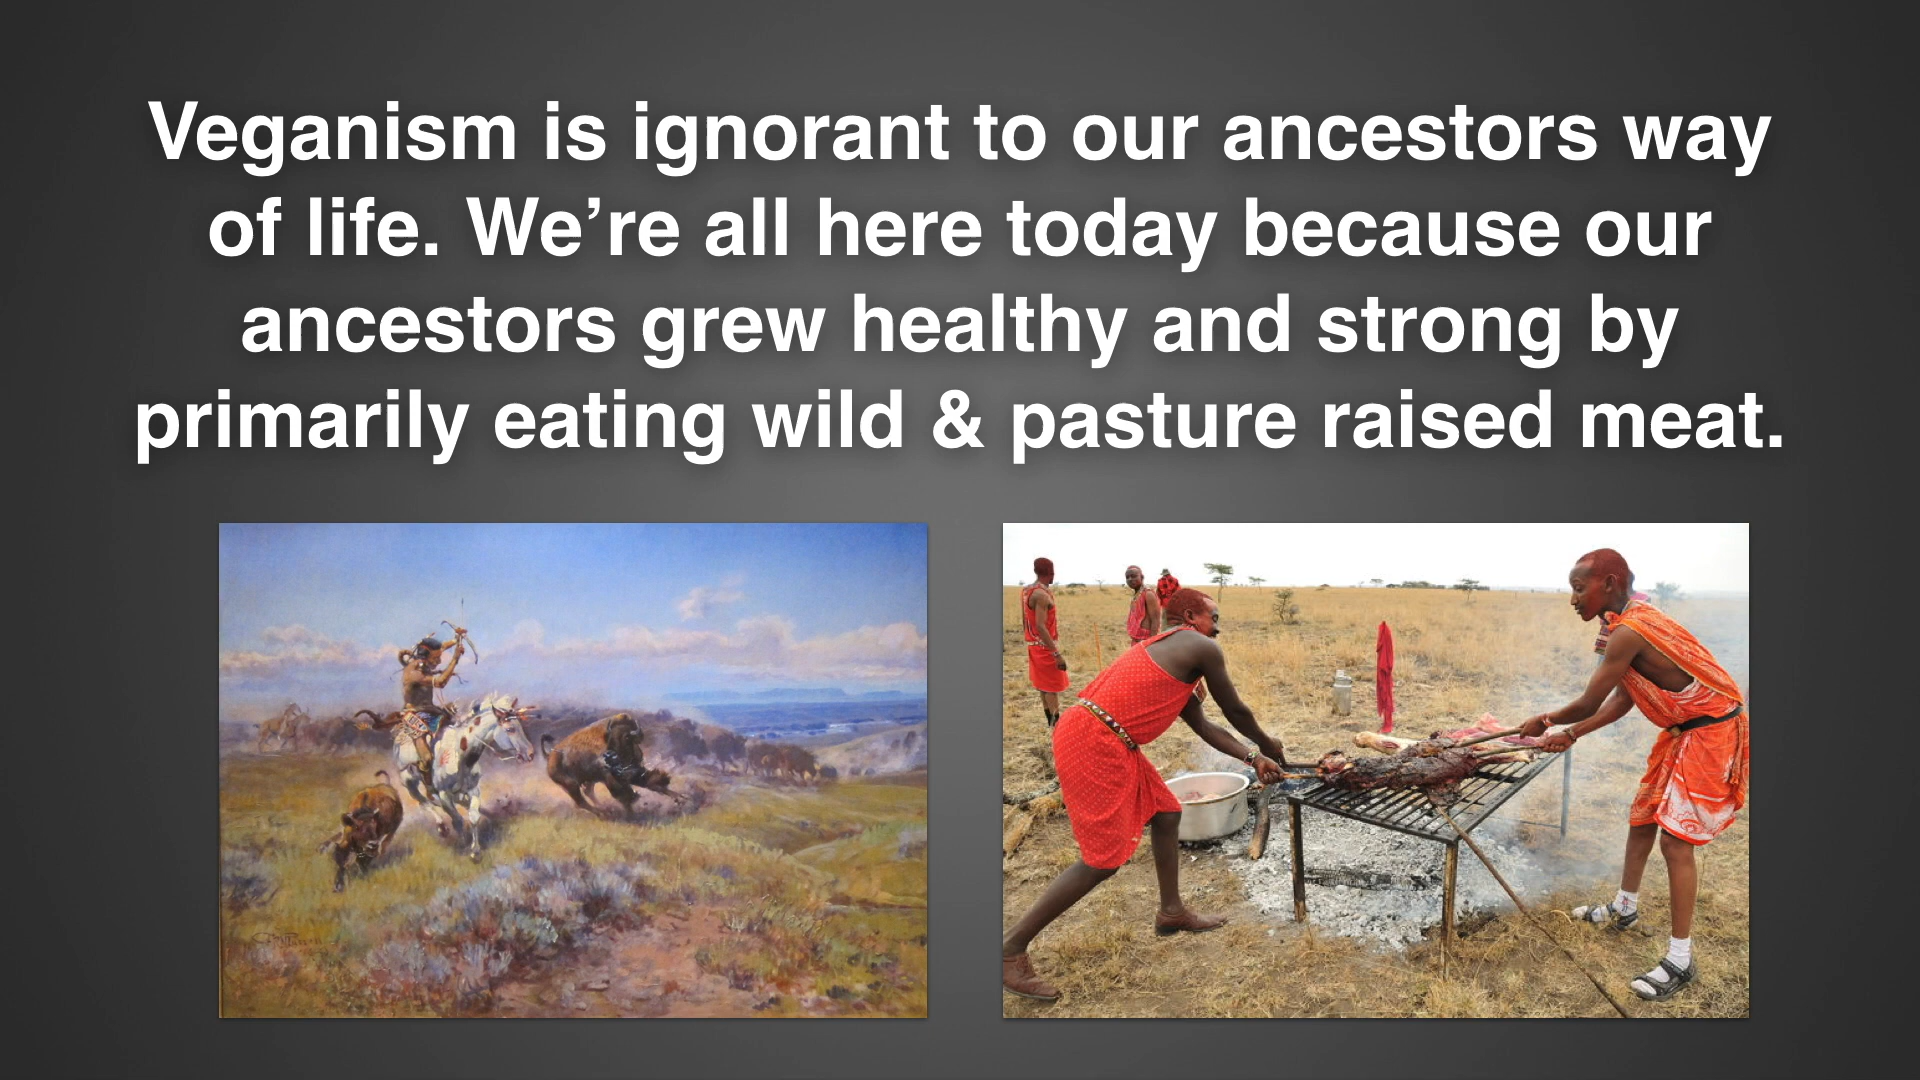 Veganism is ignorant to our ancestors way
of life. We’re all here today because our
ancestors grew healthy and strong by
primarily eating wild & pasture raised meat.